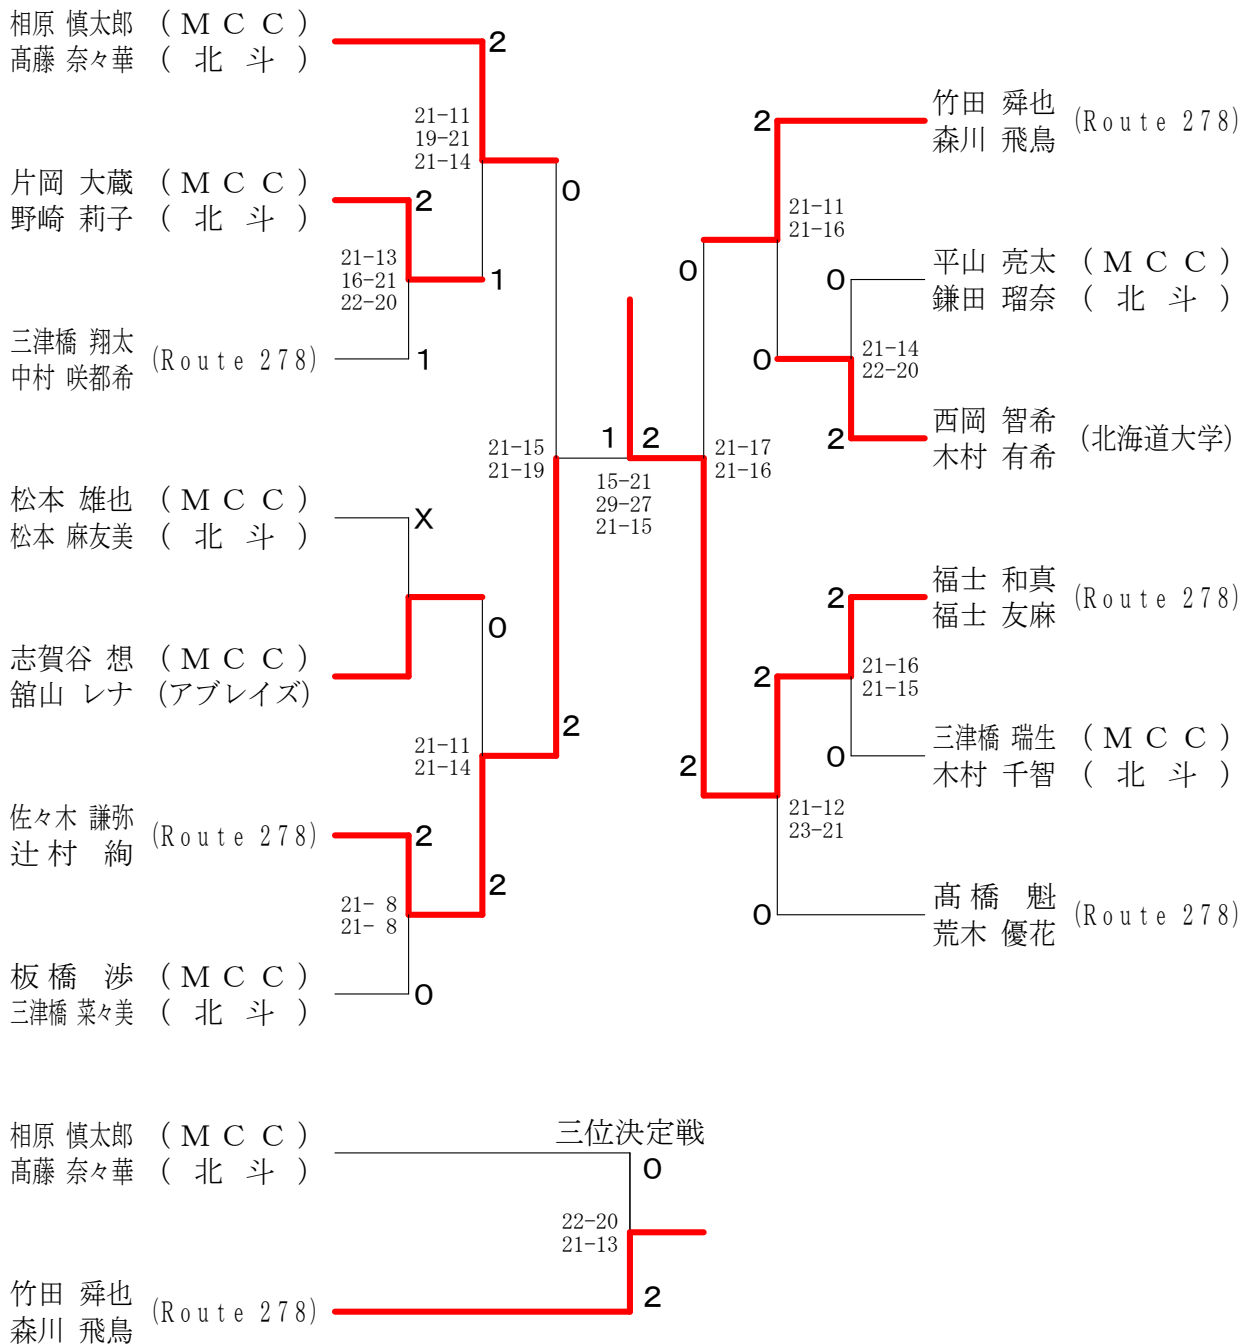 相原 慎太郎 (ＭＣＣ)
髙藤 奈々華 (北斗)
2
21-11
19-21
21-14
片岡 大蔵 (ＭＣＣ)
野崎 莉子 (北斗)
2
21-13
16-21
22-20
1
三津橋 翔太
中村 咲都希
(Route 278)
1
0
松本 雄也 (ＭＣＣ)
松本 麻友美 (北斗)
X
0
志賀谷 想 (ＭＣＣ)
舘山 レナ (アブレイズ)
21-15
21-19
2
21-11
21-14
佐々木 謙弥
辻村 絢
(Route 278)
2
21- 8
21- 8
2
板橋 渉 (ＭＣＣ)
三津橋 菜々美 (北斗)
0
1
2
15-21
29-27
21-15
竹田 舜也
森川 飛鳥
(Route 278)
2
21-11
21-16
0
平山 亮太 (ＭＣＣ)
鎌田 瑠奈 (北斗)
0
0
21-14
22-20
西岡 智希
木村 有希
(北海道大学)
2
21-17
21-16
福士 和真
福士 友麻
(Route 278)
2
21-16
21-15
2
三津橋 瑞生 (ＭＣＣ)
木村 千智 (北斗)
0
2
21-12
23-21
髙橋 魁
荒木 優花
(Route 278)
0
三位決定戦
相原 慎太郎 (ＭＣＣ)
髙藤 奈々華 (北斗)
0
22-20
21-13
竹田 舜也
森川 飛鳥
(Route 278)
2